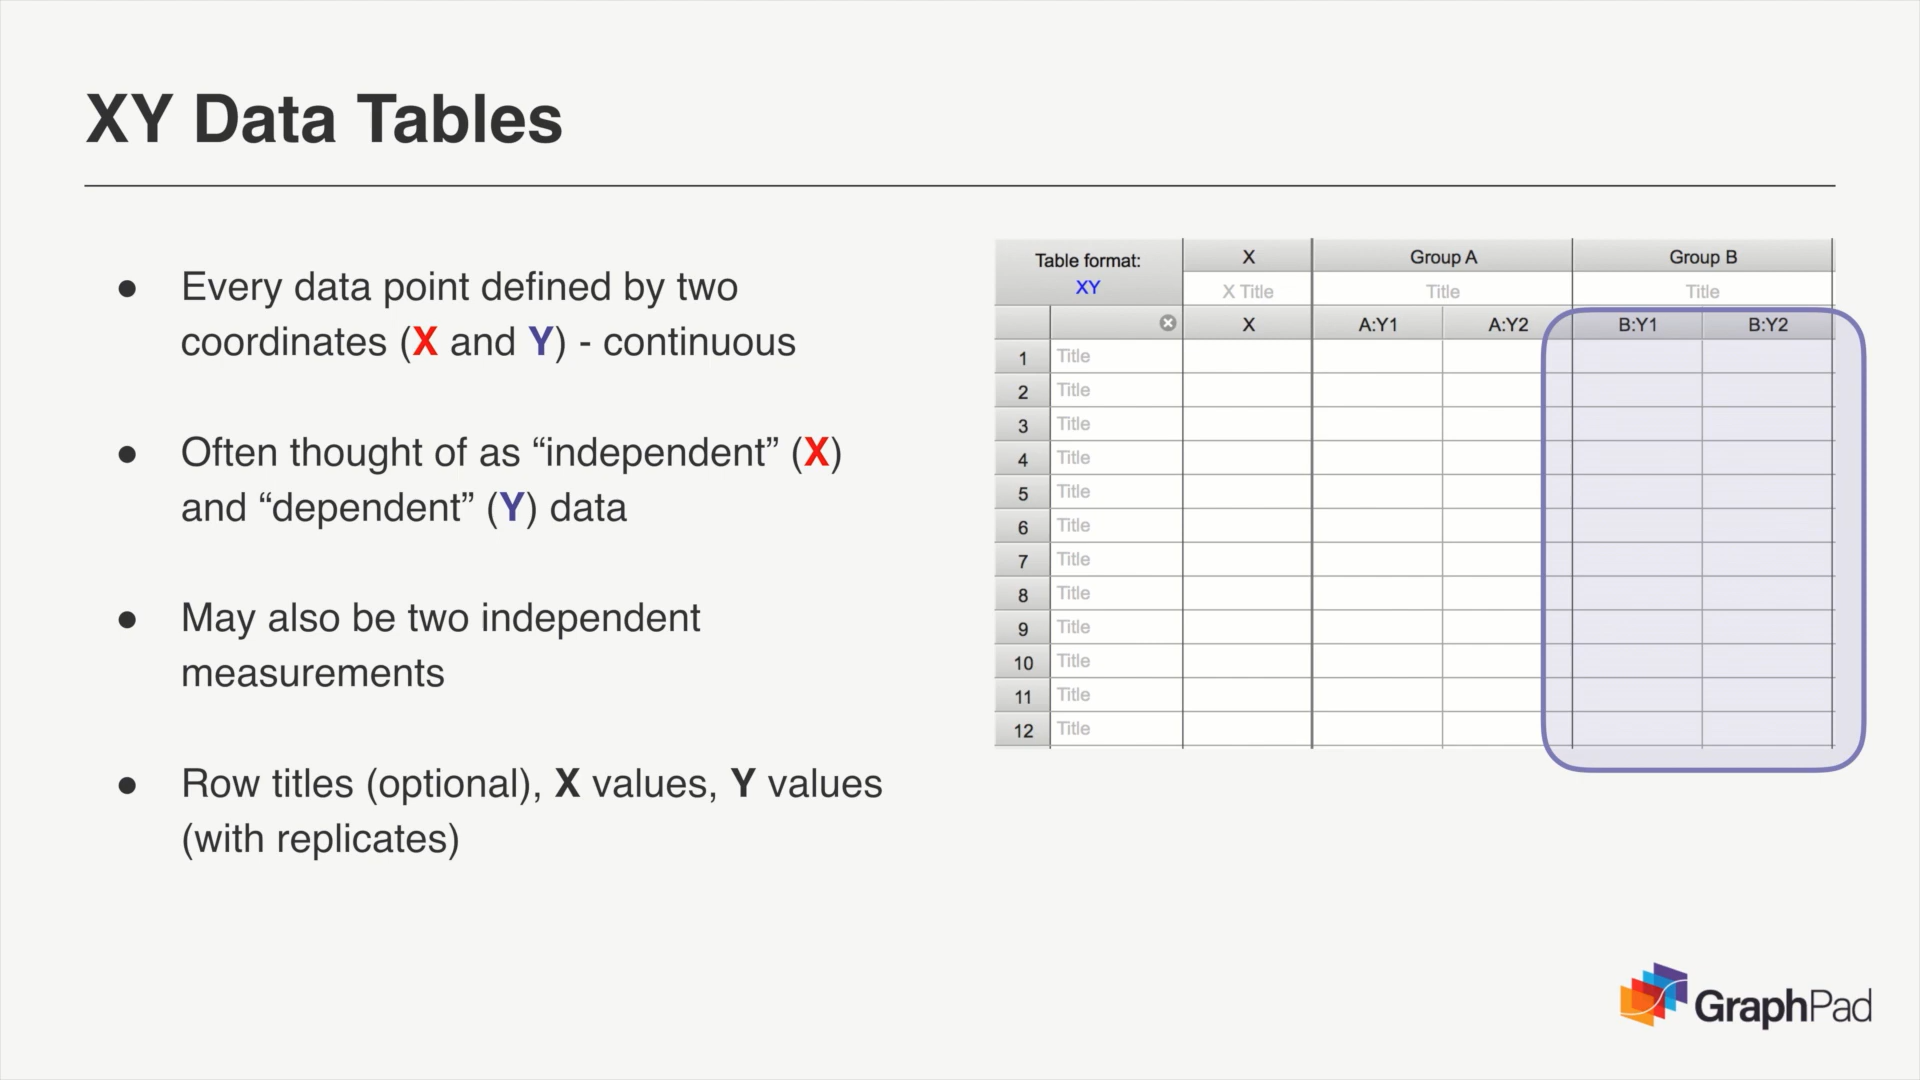 XY Data Tables
● Every data point defined by two
coordinates (X and Y) - continuous
● Often thought of as “independent” (X)
and “dependent” (Y) data
● May also be two independent
measurements
● Row titles (optional), X values, Y values
(with replicates)
Table format:
XY
X Group A Group B
X Title Title Title
X A:Y1 A:Y2 B:Y1 B:Y2
1 Title
2 Title
3 Title
4 Title
5 Title
6 Title
7 Title
8 Title
9 Title
10 Title
11 Title
12 Title
GraphPad